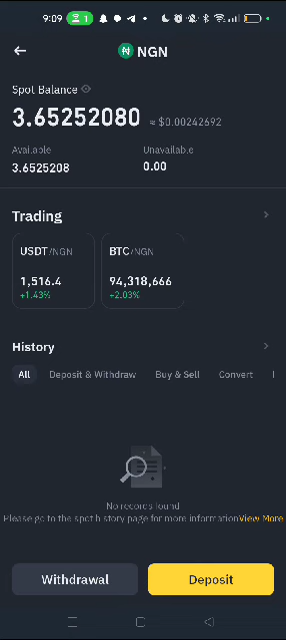 9:09 1
NGN
Spot Balance
3.65252080 ≈ $0.00242692
Available Unavailable
3.6525208 0.00
Trading
USDT/NGN BTC/NGN
1,516.4 94,318,666
+1.43% +2.03%
History
All Deposit & Withdraw Buy & Sell Convert
No records found
Please go to the spot history page for more information View More
Withdrawal Deposit